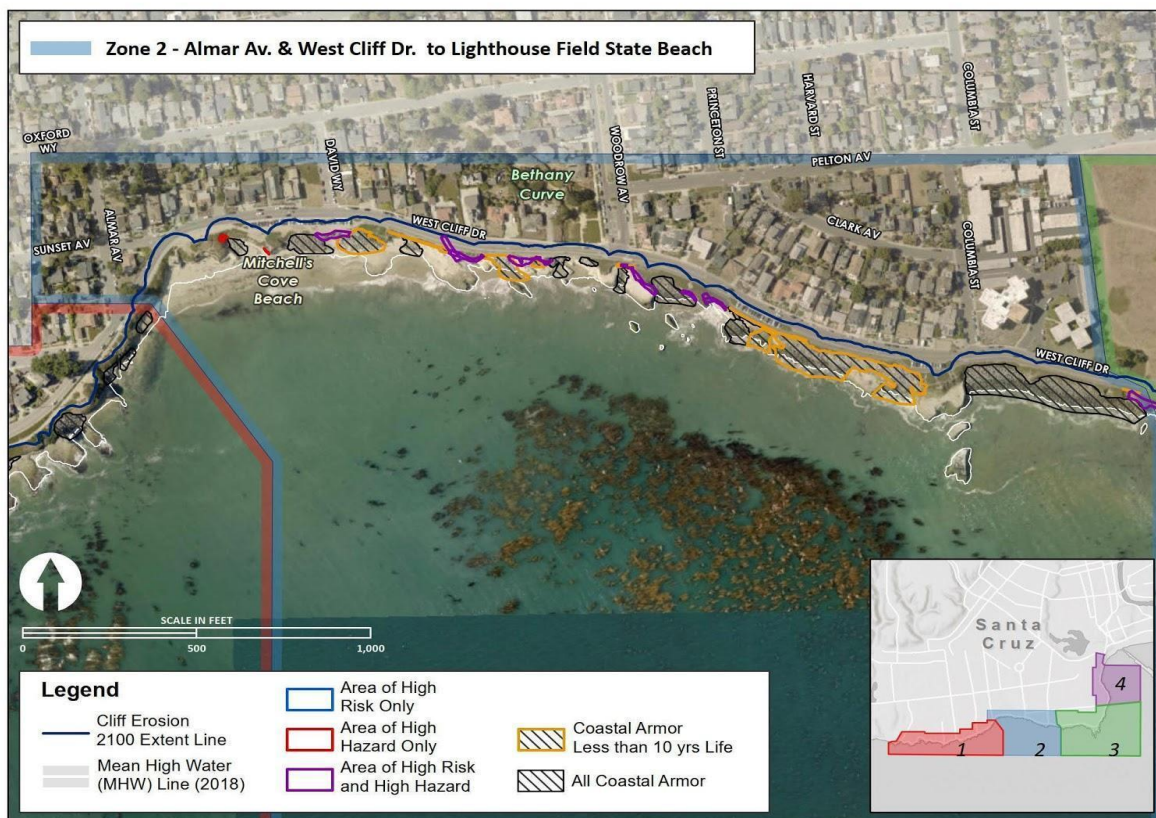 Zone 2 - Almar Av. & West Cliff Dr. to Lighthouse Field State Beach
OXFORD
WY
DAVID WY
WOODROW AV
PRINCETON ST
HARVARD ST
COLUMBIA ST
PELTON AV
Bethany
Curve
SUNSET AV
ALMAR AV
WEST CLIFF DR
CLARK AV
COLUMBIA ST
Mitchell's
Cove
Beach
WEST CLIFF DR
SCALE IN FEET
0 500 1,000
Santa
Cruz
1 2 3 4
Legend
Cliff Erosion
2100 Extent Line
Mean High Water
(MHW) Line (2018)
Area of High
Risk Only
Area of High
Hazard Only
Area of High Risk
and High Hazard
Coastal Armor
Less than 10 yrs Life
All Coastal Armor